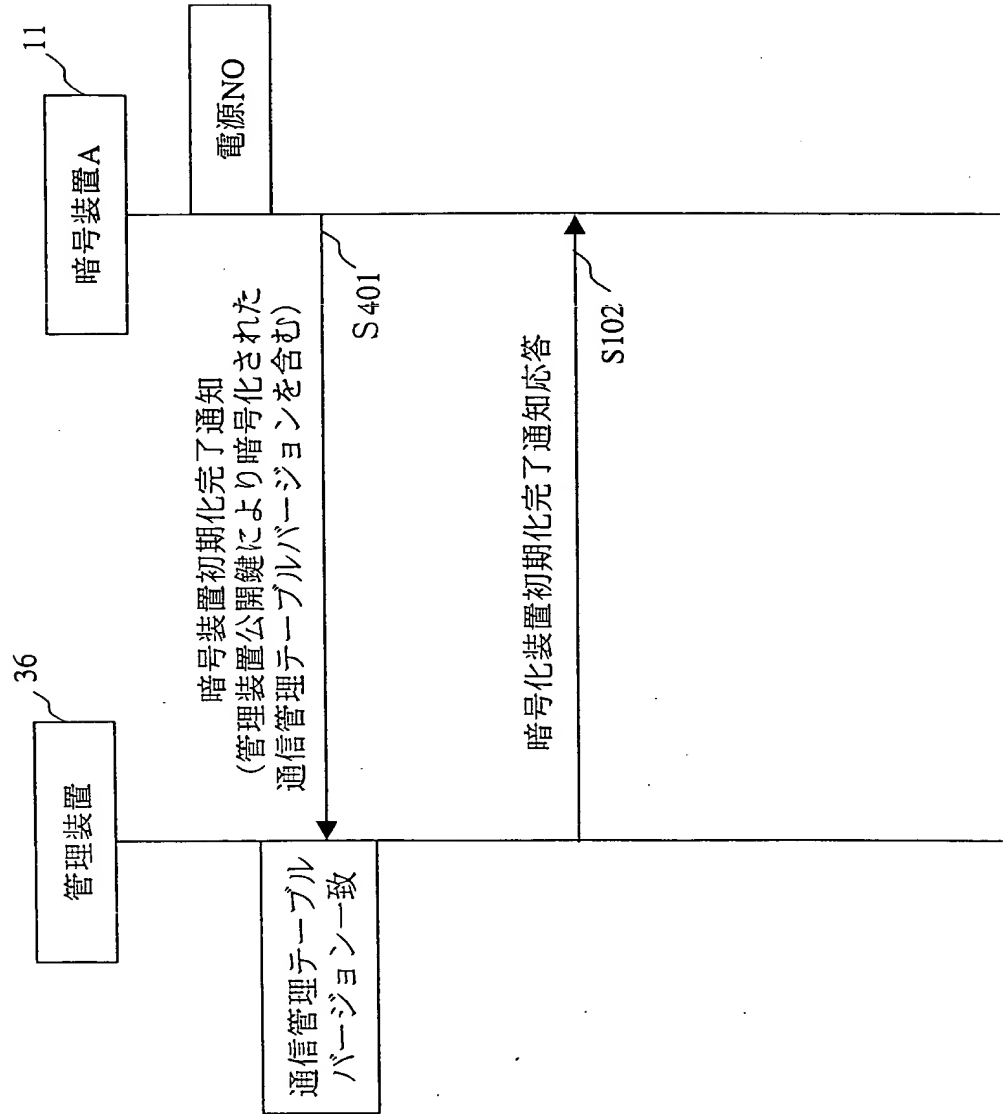 36
管理装置
11
暗号装置A
電源NO
暗号装置初期化完了通知
(管理装置公開鍵により暗号化された
通信管理テーブルバージョンを含む)
S401
通信管理テーブル
バージョン一致
暗号化装置初期化完了通知応答
S102